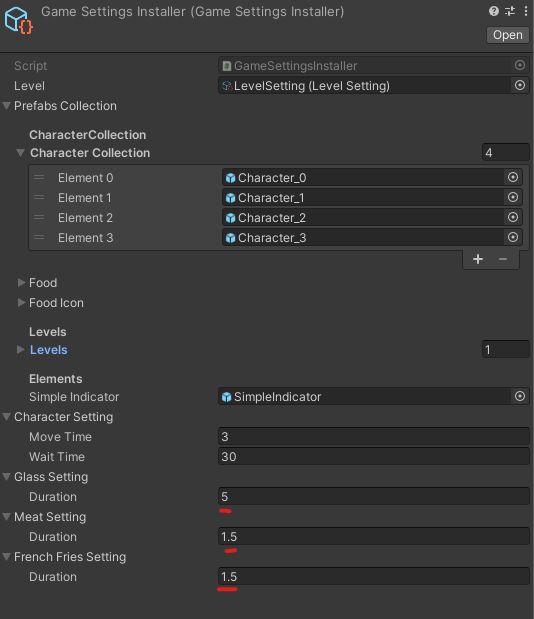 Game Settings Installer (Game Settings Installer)
Open
Script GameSettingsInstaller
Level LevelSetting (Level Setting)
Prefabs Collection
CharacterCollection
Character Collection 4
Element 0 Character_0
Element 1 Character_1
Element 2 Character_2
Element 3 Character_3
Food
Food Icon
Levels
Levels 1
Elements
Simple Indicator SimpleIndicator
Character Setting
Move Time 3
Wait Time 30
Glass Setting
Duration 5
Meat Setting
Duration 1.5
French Fries Setting
Duration 1.5